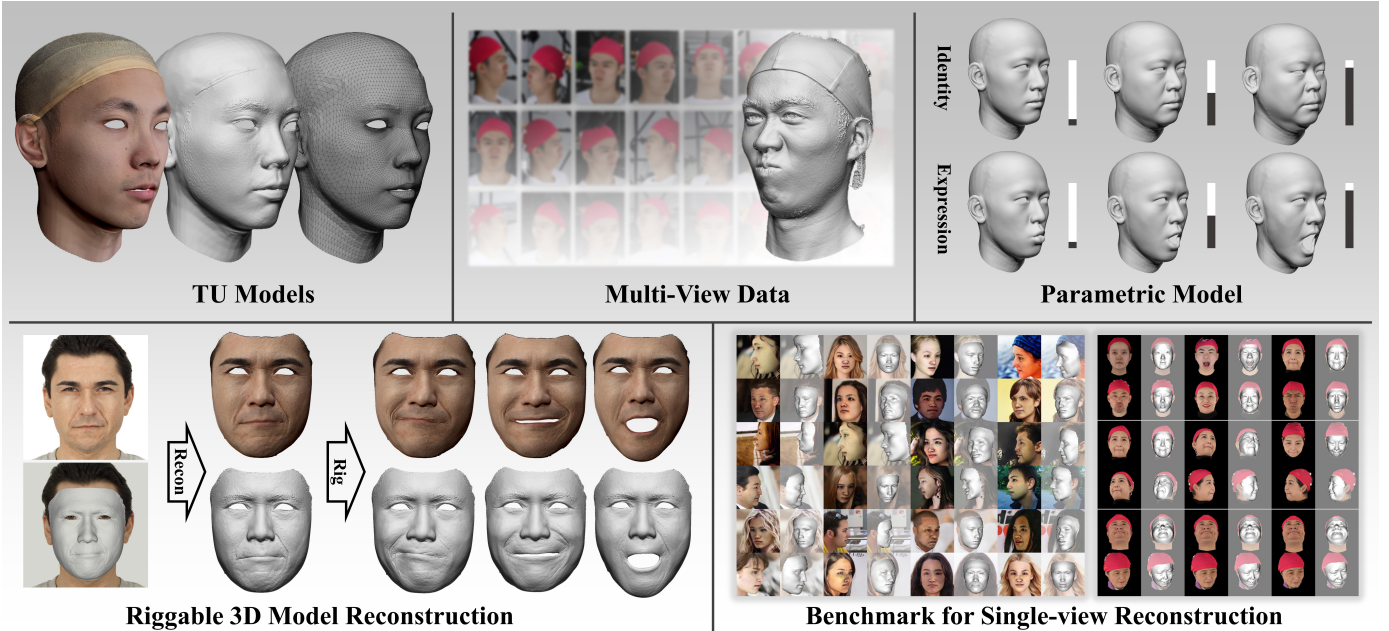 TU Models
Multi-View Data
Identity
Expression
Parametric Model
Recon
Rig
Riggable 3D Model Reconstruction
Benchmark for Single-view Reconstruction